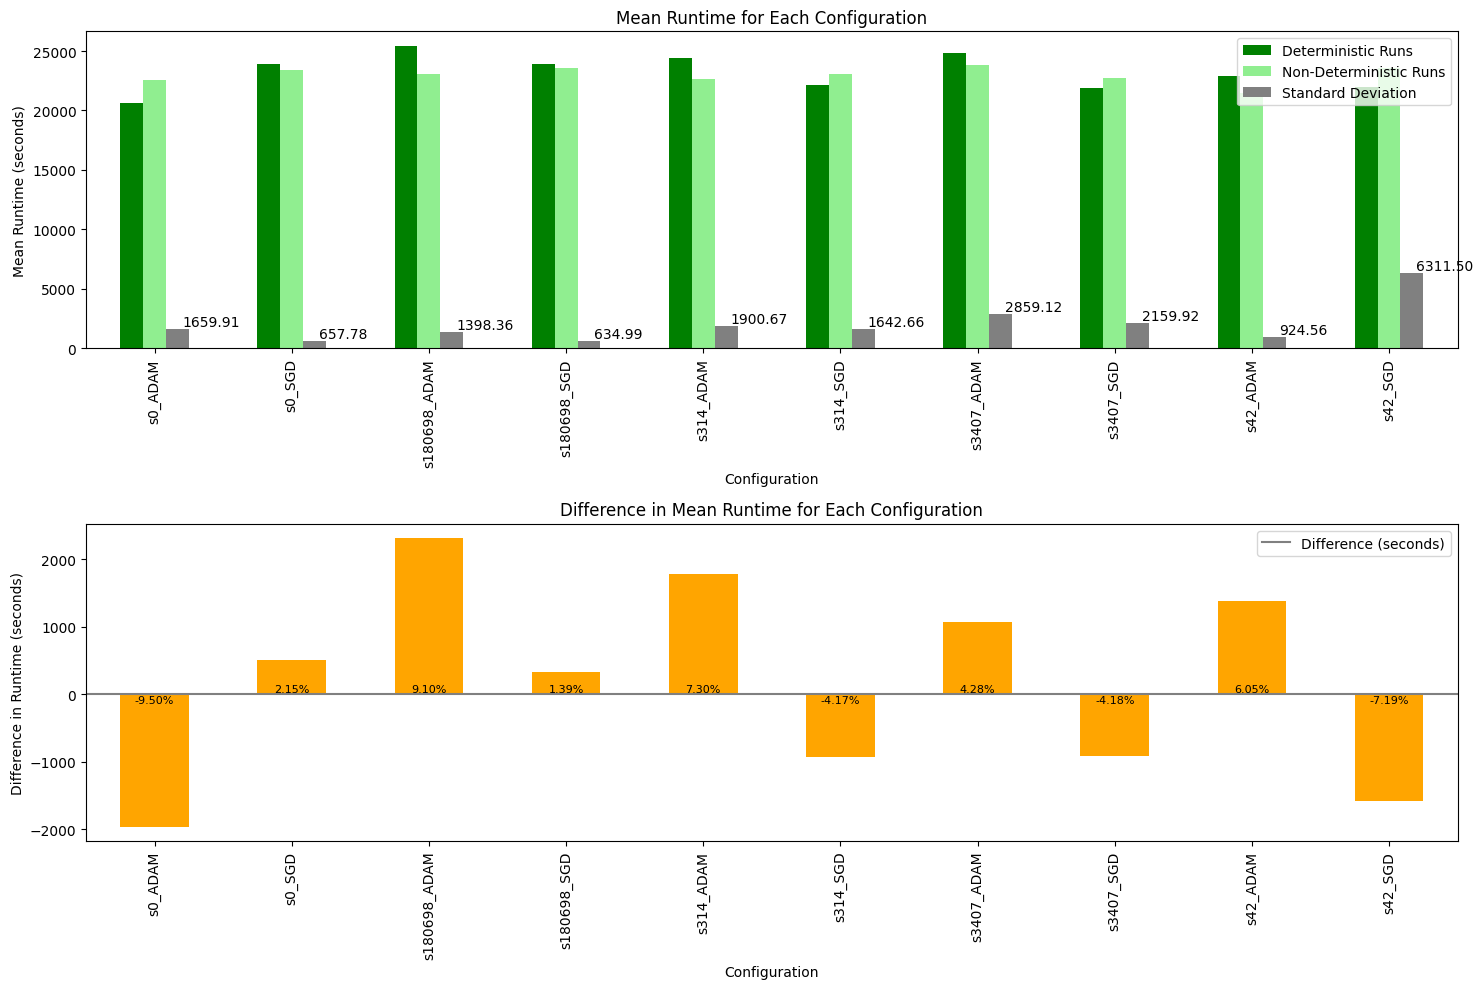 Mean Runtime for Each Configuration
Mean Runtime (seconds)
25000
20000
15000
10000
5000
0
Deterministic Runs
Non-Deterministic Runs
Standard Deviation
1659.91
657.78
1398.36
634.99
1900.67
1642.66
2859.12
2159.92
924.56
6311.50
s0_ADAM
s0_SGD
s180698_ADAM
s180698_SGD
s314_ADAM
s314_SGD
s3407_ADAM
s3407_SGD
s42_ADAM
s42_SGD
Configuration
Difference in Mean Runtime for Each Configuration
Difference in Runtime (seconds)
2000
1000
0
−1000
−2000
Difference (seconds)
-9.50%
2.15%
9.10%
1.39%
7.30%
-4.17%
4.28%
-4.18%
6.05%
-7.19%
s0_ADAM
s0_SGD
s180698_ADAM
s180698_SGD
s314_ADAM
s314_SGD
s3407_ADAM
s3407_SGD
s42_ADAM
s42_SGD
Configuration